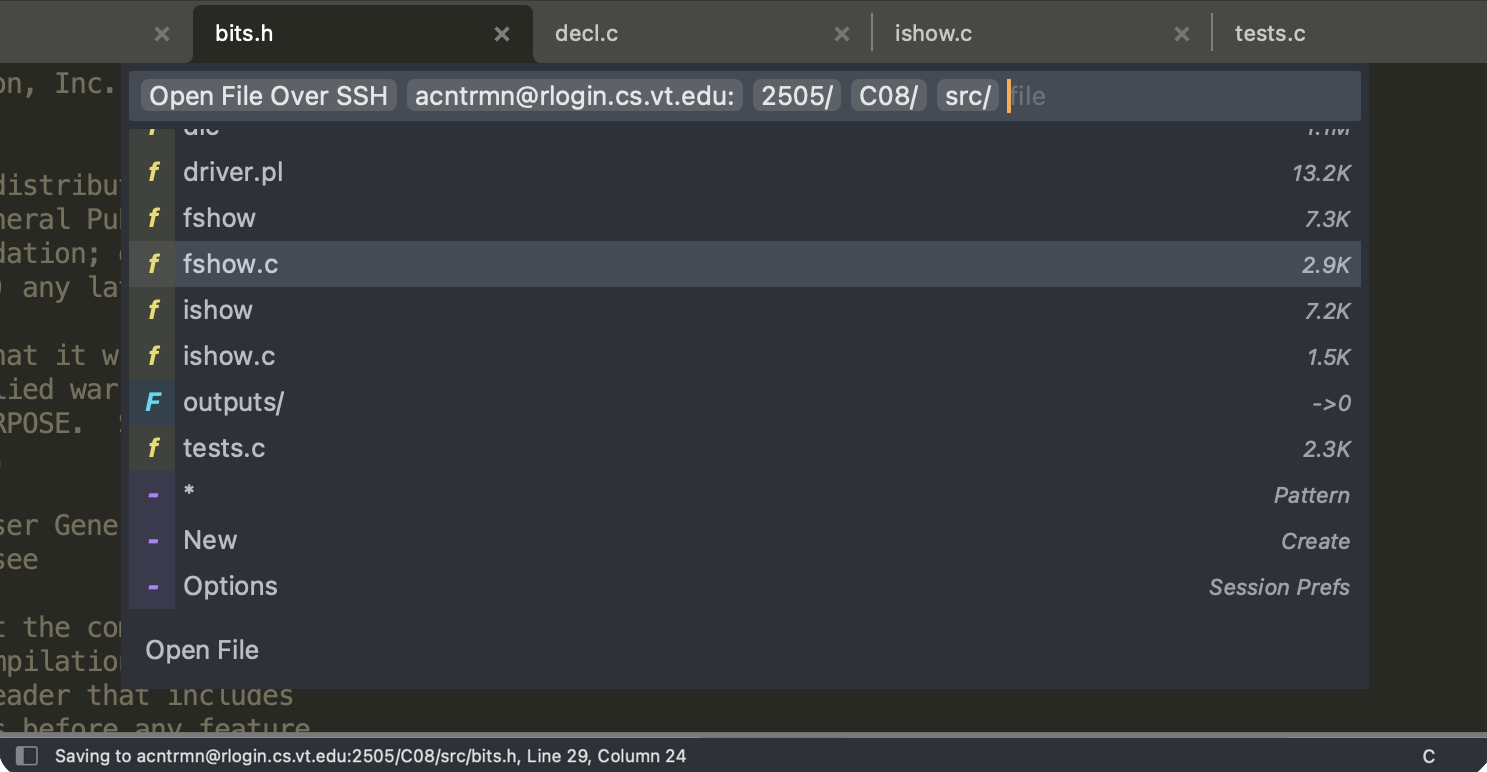 bits.h decl.c ishow.c tests.c
on, Inc.
Open File Over SSH acntrmn@rlogin.cs.vt.edu: 2505/ C08/ src/ file
f dlc 1.1M
f driver.pl 13.2K
f fshow 7.3K
f fshow.c 2.9K
f ishow 7.2K
f ishow.c 1.5K
F outputs/ ->0
f tests.c 2.3K
- * Pattern
- New Create
- Options Session Prefs
Open File
distribu
neral Pu
dation;
) any la
hat it w
lied war
RPOSE.
ser Gene
see
t the co
mpilatio
eader that includes
s before any feature
Saving to acntrmn@rlogin.cs.vt.edu:2505/C08/src/bits.h, Line 29, Column 24 C